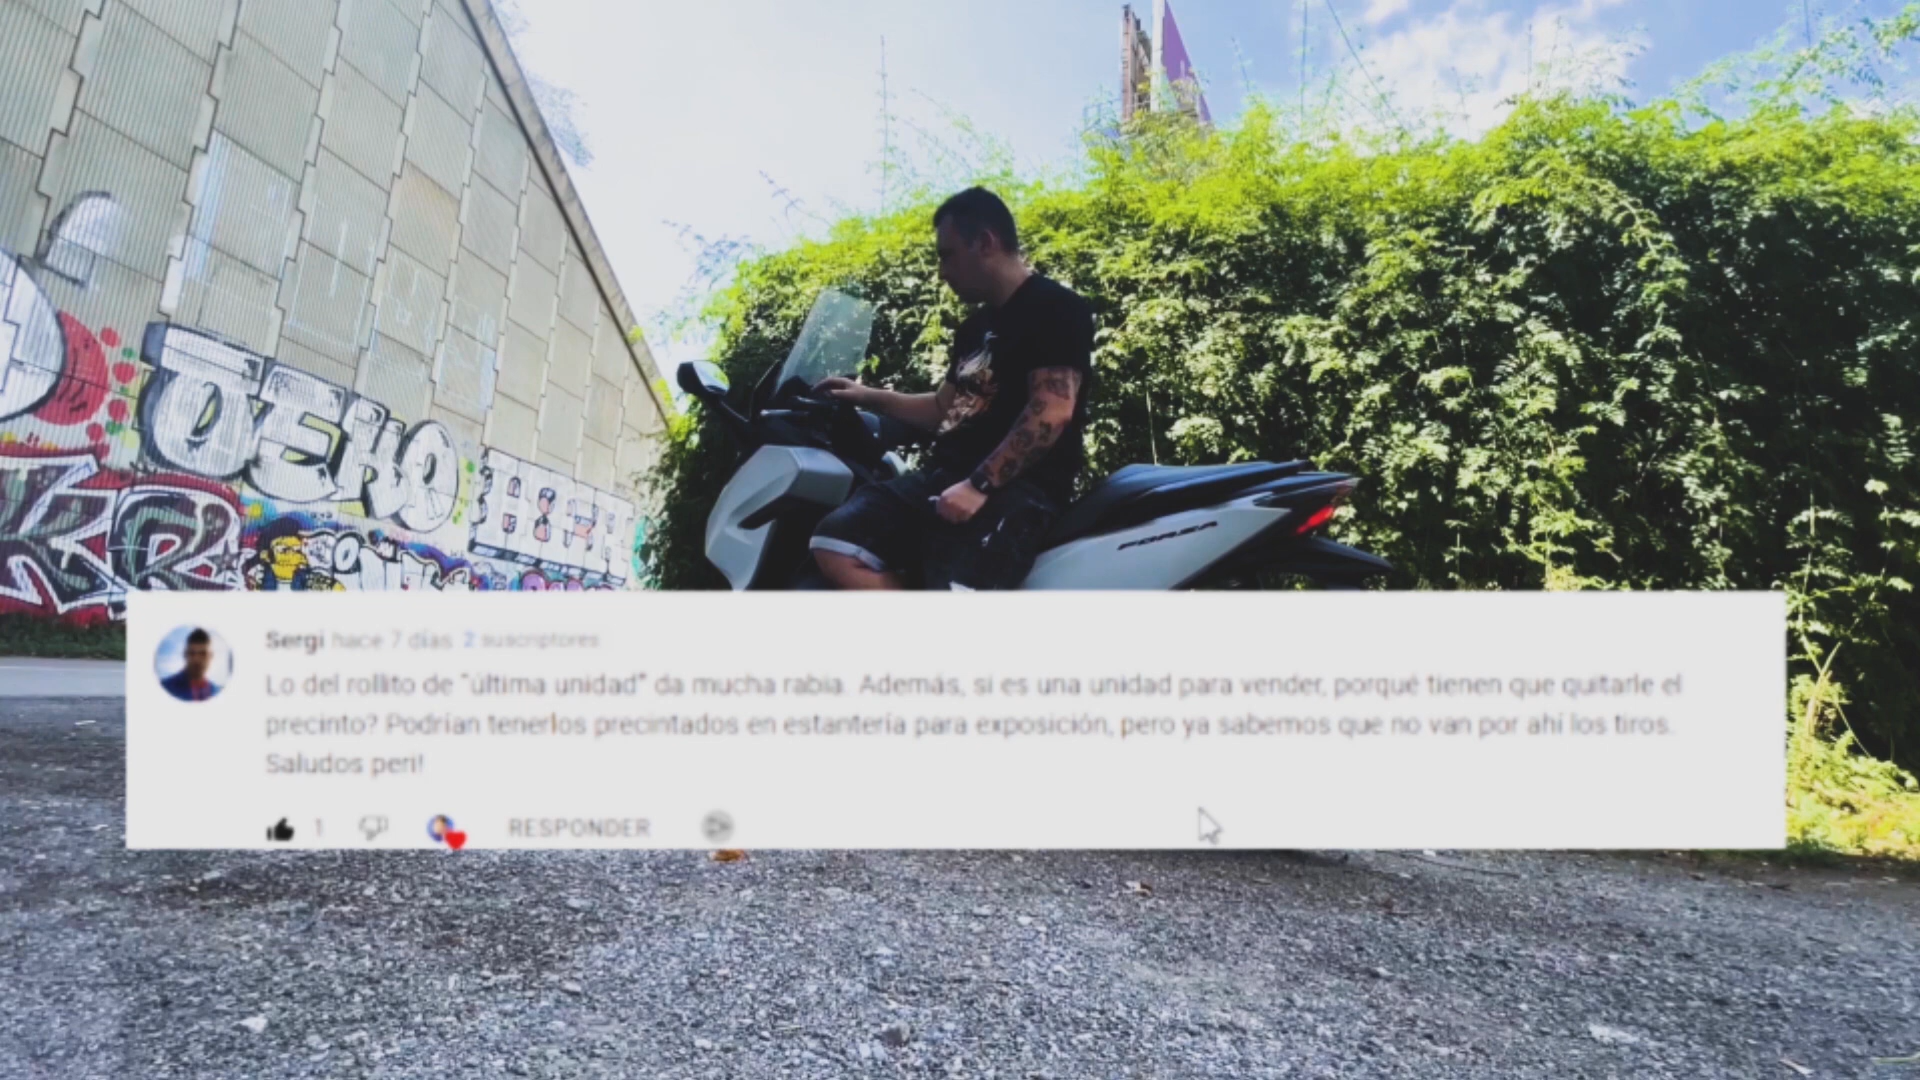 OEKO
FORZA
Sergi hace 7 días 2 suscriptores
Lo del rollito de "última unidad" da mucha rabia. Además, si es una unidad para vender, porqué tienen que quitarle el
precinto? Podrían tenerlos precintados en estantería para exposición, pero ya sabemos que no van por ahí los tiros.
Saludos peri!
1 RESPONDER